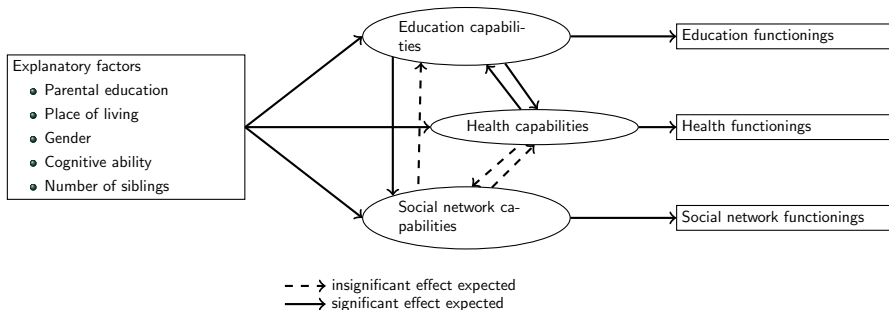 Education capabili-
ties
Education functionings
Explanatory factors
Parental education
Place of living
Gender
Cognitive ability
Number of siblings
Health capabilities
Health functionings
Social network ca-
pabilities
Social network functionings
insignificant effect expected
significant effect expected